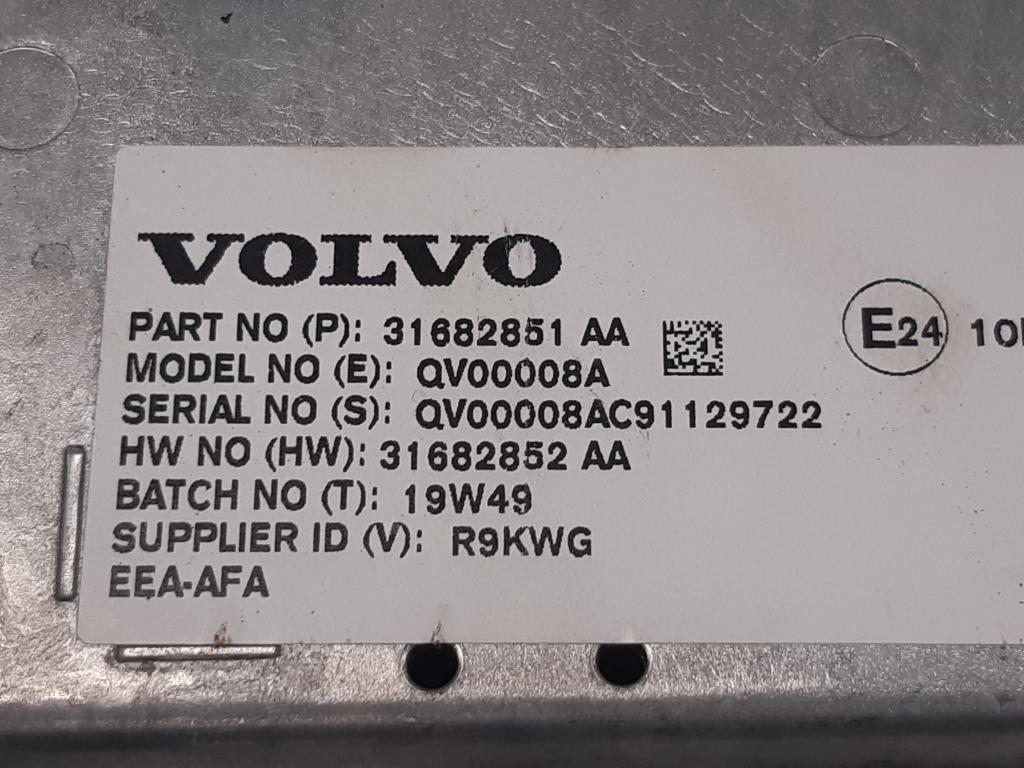 VOLVO
PART NO (P): 31682851 AA
MODEL NO (E): QV00008A
SERIAL NO (S): QV00008AC91129722
HW NO (HW): 31682852 AA
BATCH NO (T): 19W49
SUPPLIER ID (V): R9KWG
EEA-AFA
E24 10